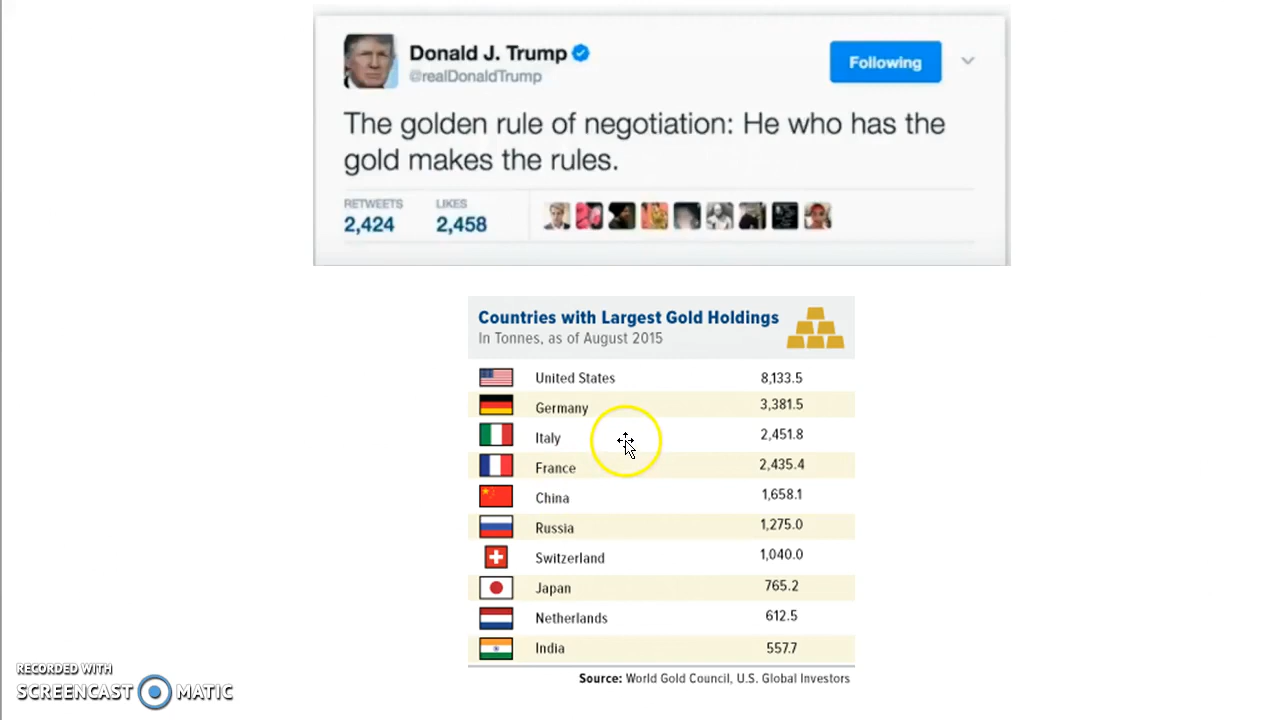 Donald J. Trump
Following
@realDonaldTrump
The golden rule of negotiation: He who has the
gold makes the rules.
RETWEETS LIKES
2,424 2,458
Countries with Largest Gold Holdings
In Tonnes, as of August 2015
United States 8,133.5
Germany 3,381.5
Italy 2,451.8
France 2,435.4
China 1,658.1
Russia 1,275.0
Switzerland 1,040.0
Japan 765.2
Netherlands 612.5
India 557.7
Source: World Gold Council, U.S. Global Investors
RECORDED WITH
SCREENCAST MATIC